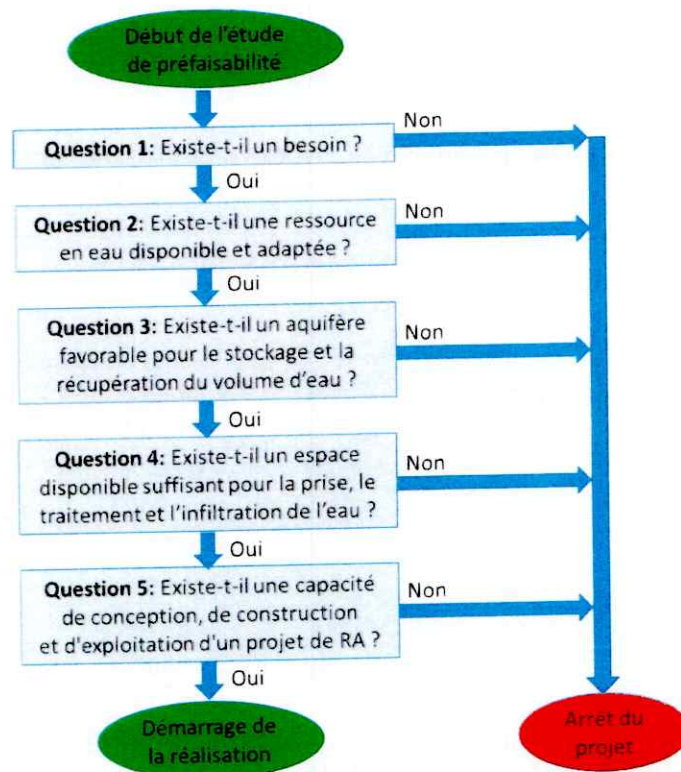 Début de l'étude
de préfaisabilité
Non
Question 1: Existe-t-il un besoin ?
Oui
Non
Question 2: Existe-t-il une ressource
en eau disponible et adaptée ?
Oui
Non
Question 3: Existe-t-il un aquifère
favorable pour le stockage et la
récupération du volume d'eau ?
Oui
Non
Question 4: Existe-t-il un espace
disponible suffisant pour la prise, le
traitement et l'infiltration de l'eau ?
Oui
Non
Question 5: Existe-t-il une capacité
de conception, de construction
et d'exploitation d'un projet de RA ?
Oui
Démarrage de
la réalisation
Arrêt du
projet